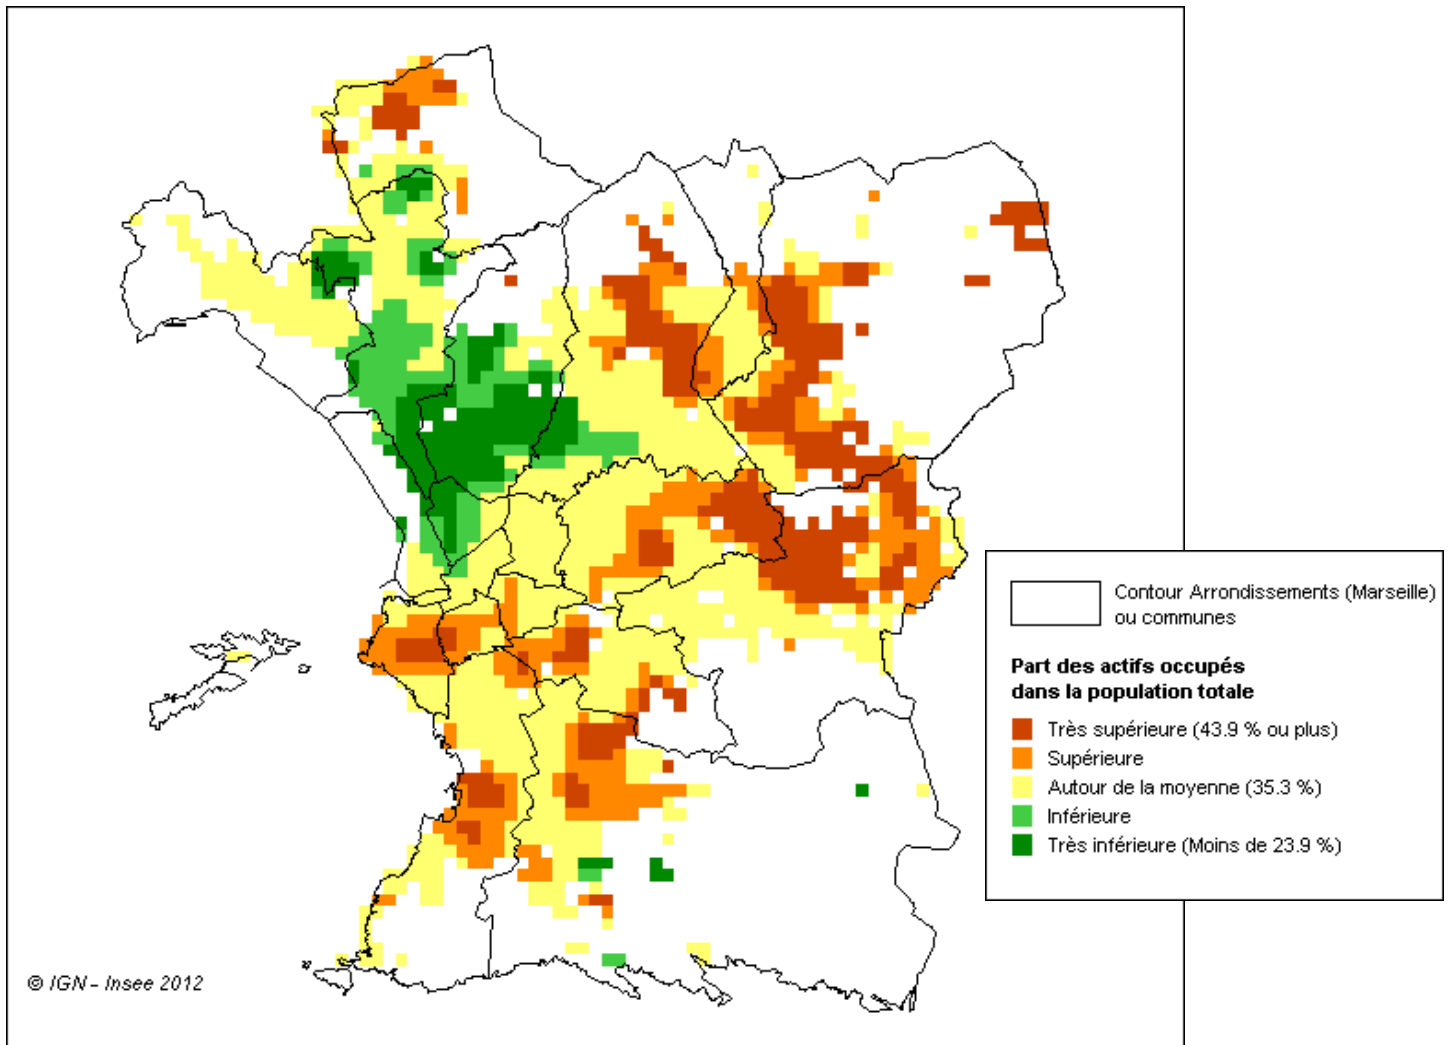 Contour Arrondissements (Marseille)
ou communes
Part des actifs occupés
dans la population totale
Très supérieure (43.9 % ou plus)
Supérieure
Autour de la moyenne (35.3 %)
Inférieure
Très inférieure (Moins de 23.9 %)
© IGN - Insee 2012